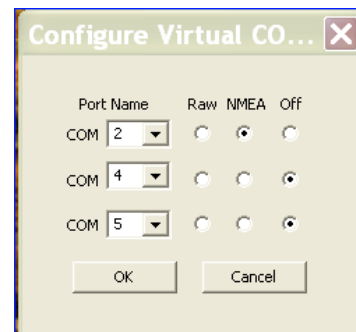 Configure Virtual CO...
Port Name Raw NMEA Off
COM 2
COM 4
COM 5
OK Cancel